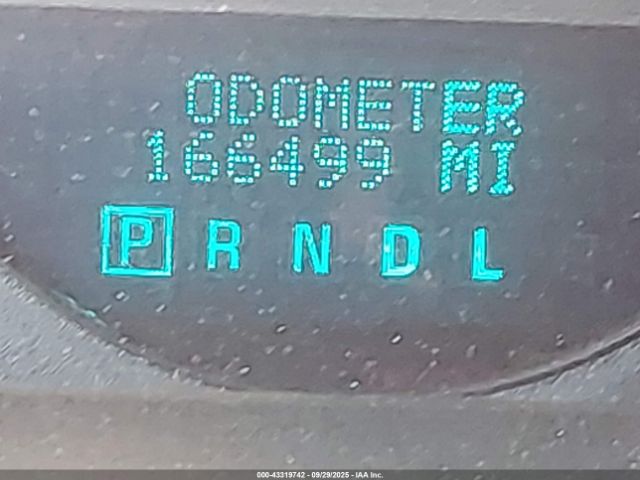 ODOMETER
166499 MI
P R N D L
000-43319742 - 09/29/2025 - IAA Inc.